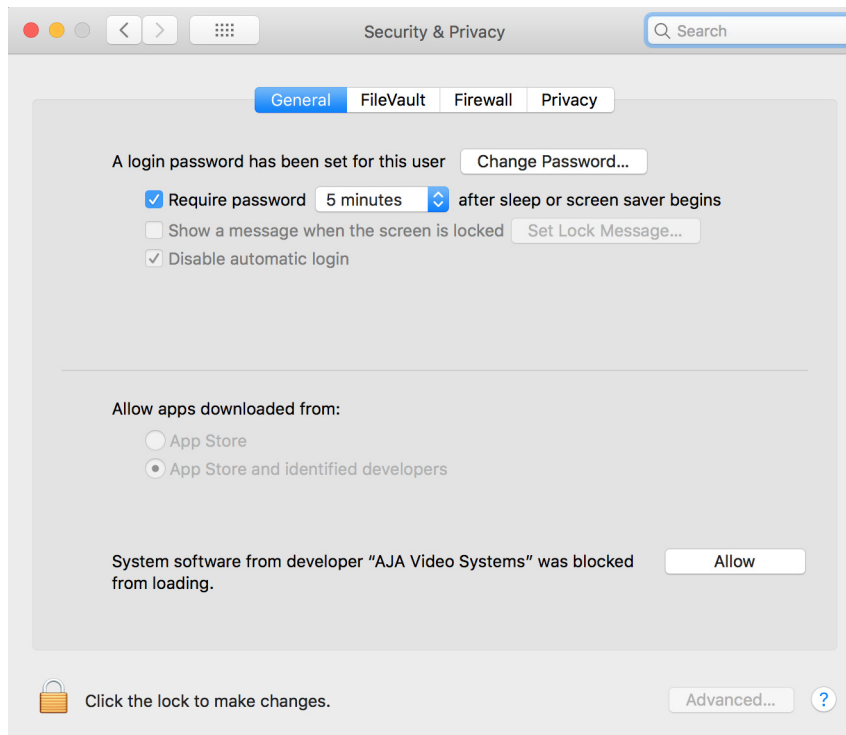 Security & Privacy
Search
General FileVault Firewall Privacy
A login password has been set for this user Change Password...
Require password 5 minutes after sleep or screen saver begins
Show a message when the screen is locked Set Lock Message...
Disable automatic login
Allow apps downloaded from:
App Store
App Store and identified developers
System software from developer “AJA Video Systems” was blocked Allow
from loading.
Click the lock to make changes. Advanced... ?